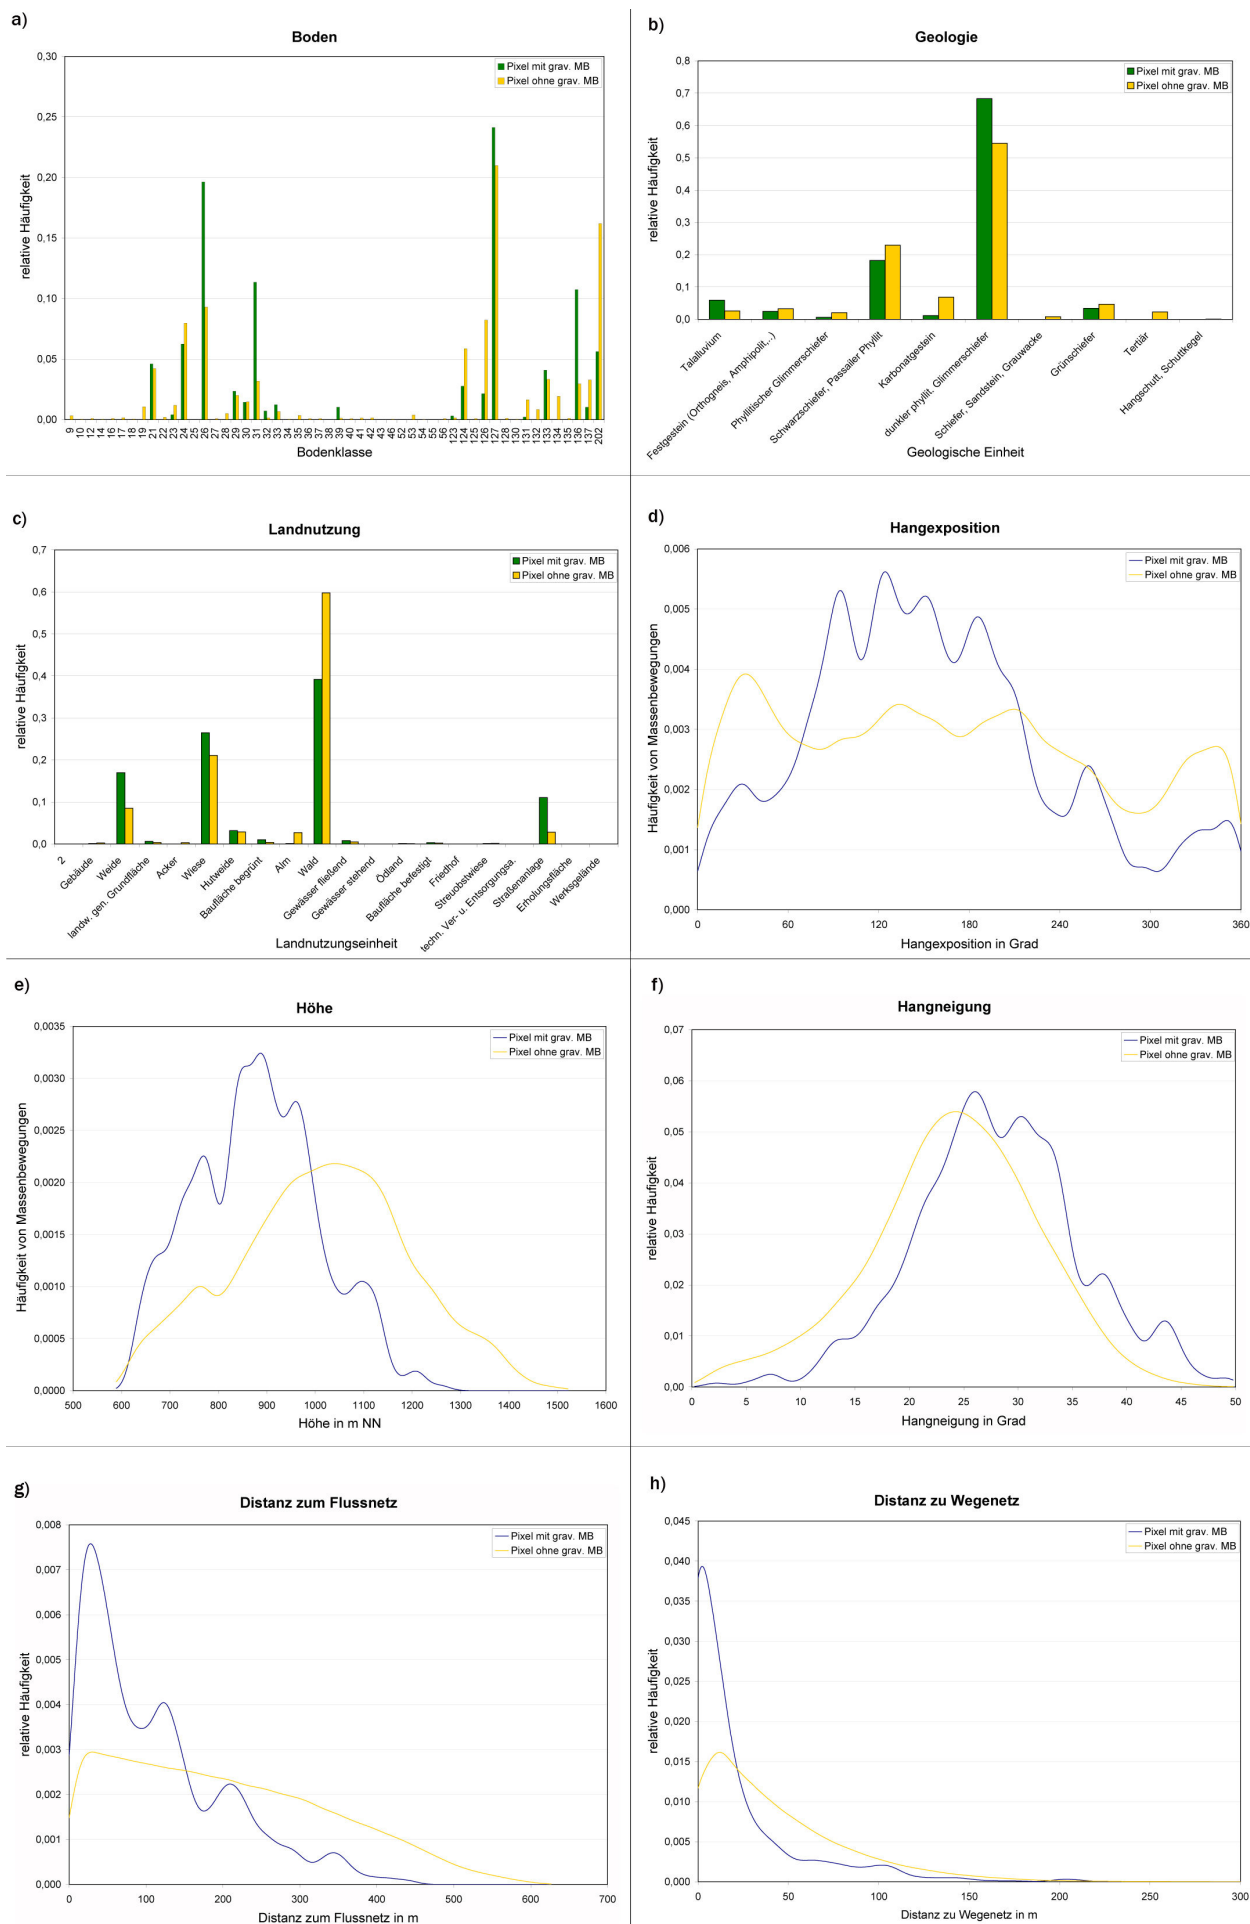 a)
Boden
0,30
0,25
0,20
0,15
0,10
0,05
0,00
relative Häufigkeit
Pixel mit grav. MB
Pixel ohne grav. MB
9 10 12 14 16 17 18 19 21 22 23 24 25 26 27 28 29 30 31 32 33 34 35 36 37 38 39 40 41 42 43 46 52 53 54 55 56 123 124 125 126 127 128 130 131 132 133 134 135 136 137 202
Bodenklasse
b)
Geologie
0,8
0,7
0,6
0,5
0,4
0,3
0,2
0,1
0,0
relative Häufigkeit
Pixel mit grav. MB
Pixel ohne grav. MB
Talalluvium
Festgestein (Orthogneis, Amphipolit,..)
Phyllitischer Glimmerschiefer
Schwarzschiefer, Passailer Phyllit
Karbonatgestein
dunkler phyllit. Glimmerschiefer
Schiefer, Sandstein, Grauwacke
Grünschiefer
Tertiär
Hangschutt, Schuttkegel
Geologische Einheit
c)
Landnutzung
0,7
0,6
0,5
0,4
0,3
0,2
0,1
0,0
relative Häufigkeit
Pixel mit grav. MB
Pixel ohne grav. MB
2
Gebäude
Weide
landw. gen. Grundfläche
Acker
Wiese
Hutweide
Baufläche begrünt
Alm
Wald
Gewässer fließend
Gewässer stehend
Ödland
Baufläche befestigt
Friedhof
Streuobstwiese
techn. Ver- u. Entsorgungsa.
Straßenanlage
Erholungsfläche
Werksgelände
Landnutzungseinheit
d)
Hangexposition
0,006
0,005
0,004
0,003
0,002
0,001
0,000
Häufigkeit von Massenbewegungen
Pixel mit grav. MB
Pixel ohne grav. MB
0 60 120 180 240 300 360
Hangexposition in Grad
e)
Höhe
0,0035
0,0030
0,0025
0,0020
0,0015
0,0010
0,0005
0,0000
Häufigkeit von Massenbewegungen
Pixel mit grav. MB
Pixel ohne grav. MB
500 600 700 800 900 1000 1100 1200 1300 1400 1500 1600
Höhe in m NN
f)
Hangneigung
0,07
0,06
0,05
0,04
0,03
0,02
0,01
0,00
relative Häufigkeit
Pixel mit grav. MB
Pixel ohne grav. MB
0 5 10 15 20 25 30 35 40 45 50
Hangneigung in Grad
g)
Distanz zum Flussnetz
0,008
0,007
0,006
0,005
0,004
0,003
0,002
0,001
0,000
relative Häufigkeit
Pixel mit grav. MB
Pixel ohne grav. MB
0 100 200 300 400 500 600 700
Distanz zum Flussnetz in m
h)
Distanz zu Wegenetz
0,045
0,040
0,035
0,030
0,025
0,020
0,015
0,010
0,005
0,000
relative Häufigkeit
Pixel mit grav. MB
Pixel ohne grav. MB
0 50 100 150 200 250 300
Distanz zu Wegenetz in m